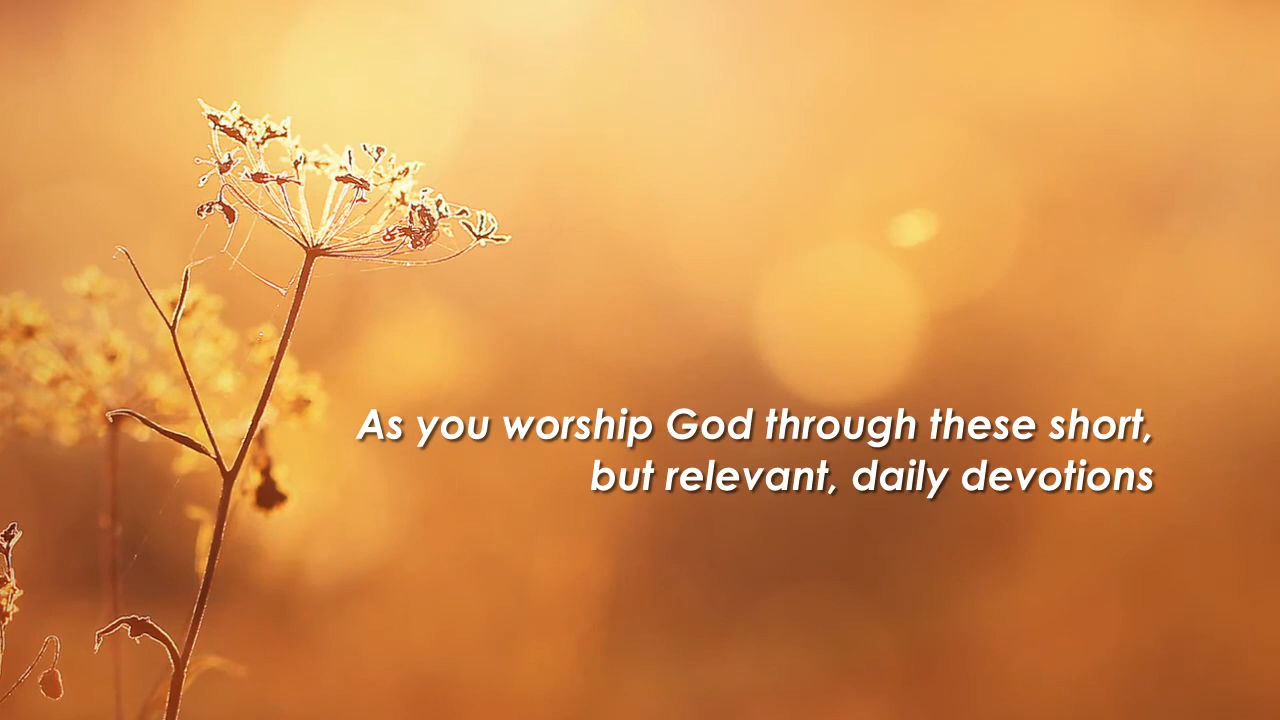 As you worship God through these short,
but relevant, daily devotions